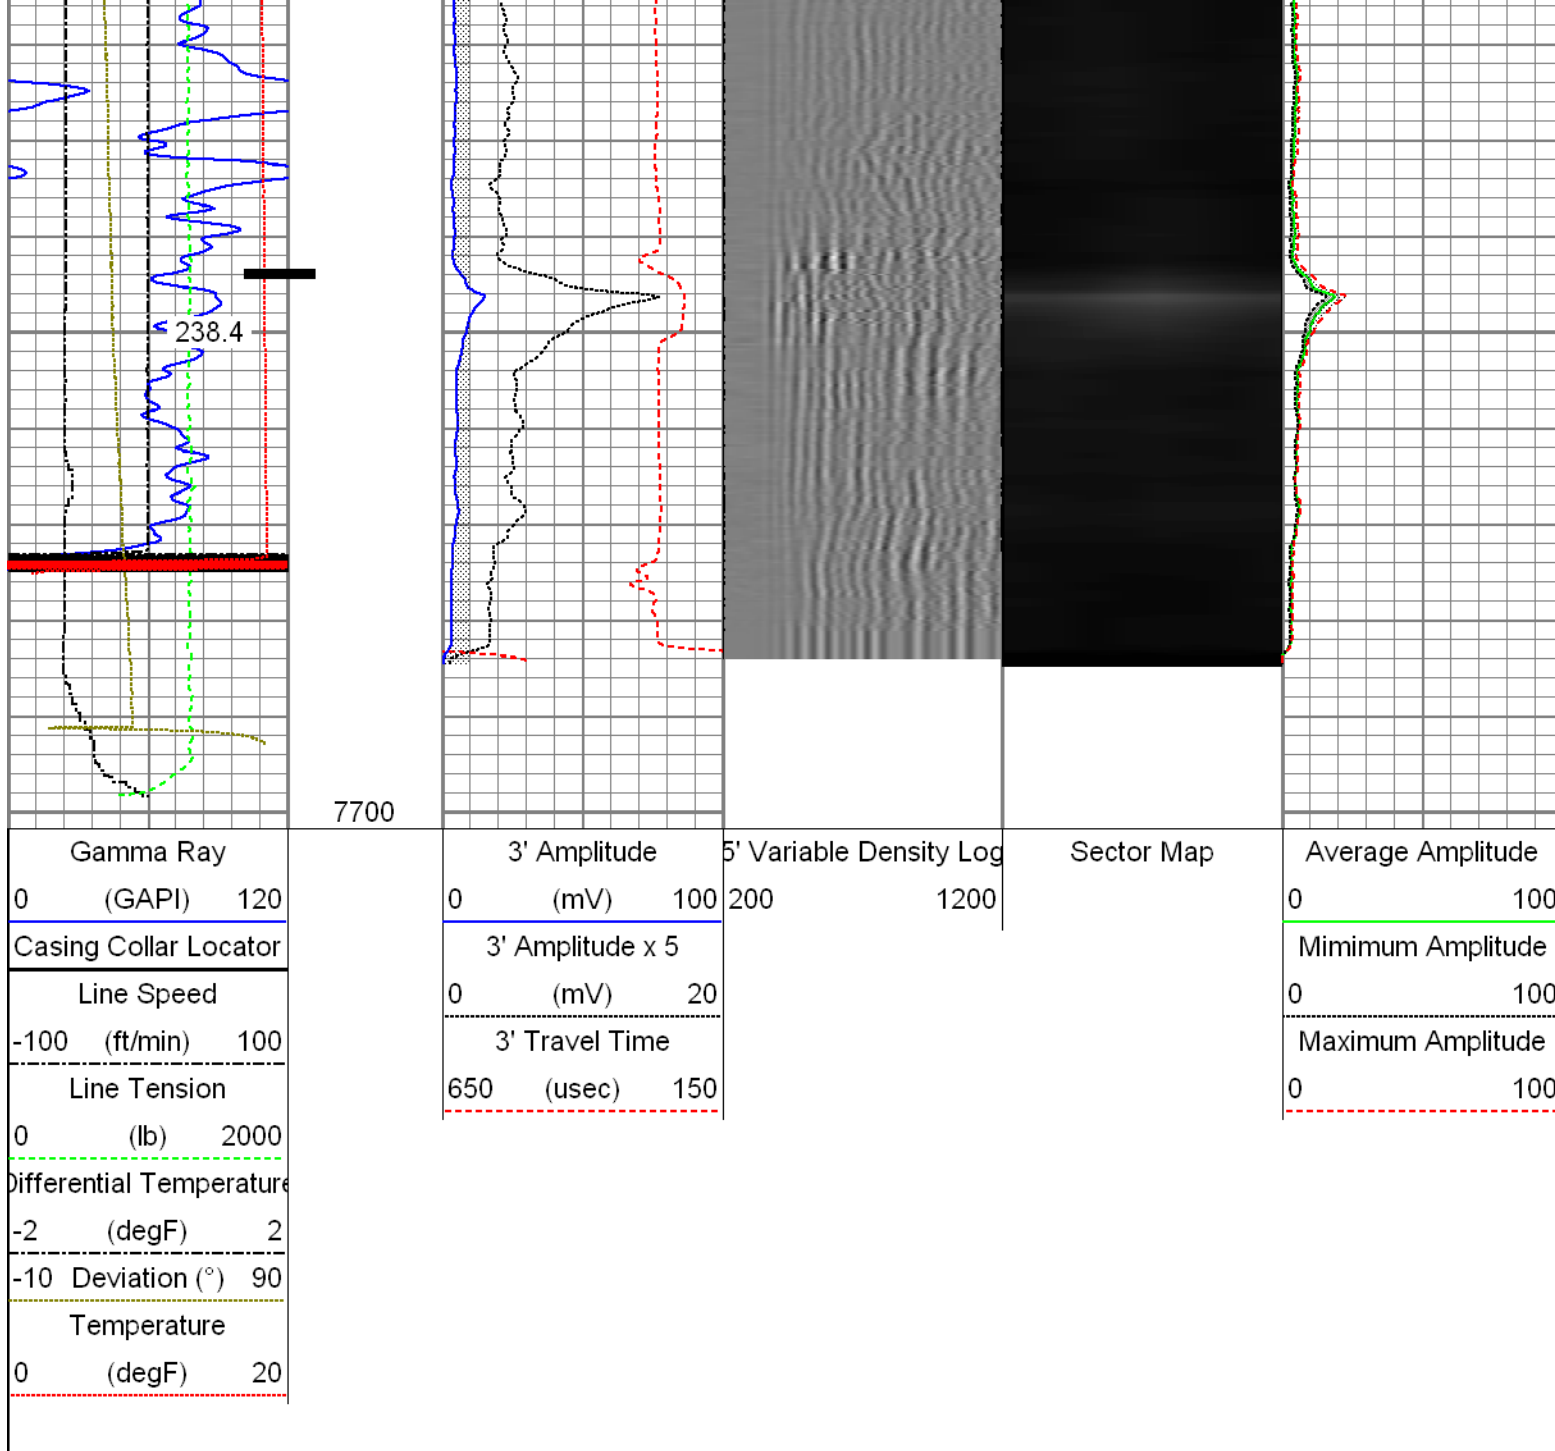 238.4
7700
Gamma Ray
0 (GAPI) 120
Casing Collar Locator
Line Speed
-100 (ft/min) 100
Line Tension
0 (lb) 2000
Differential Temperature
-2 (degF) 2
-10 Deviation (°) 90
Temperature
0 (degF) 20
3' Amplitude
0 (mV) 100
3' Amplitude x 5
0 (mV) 20
3' Travel Time
650 (usec) 150
5' Variable Density Log
200 1200
Sector Map
Average Amplitude
0 100
Mimimum Amplitude
0 100
Maximum Amplitude
0 100